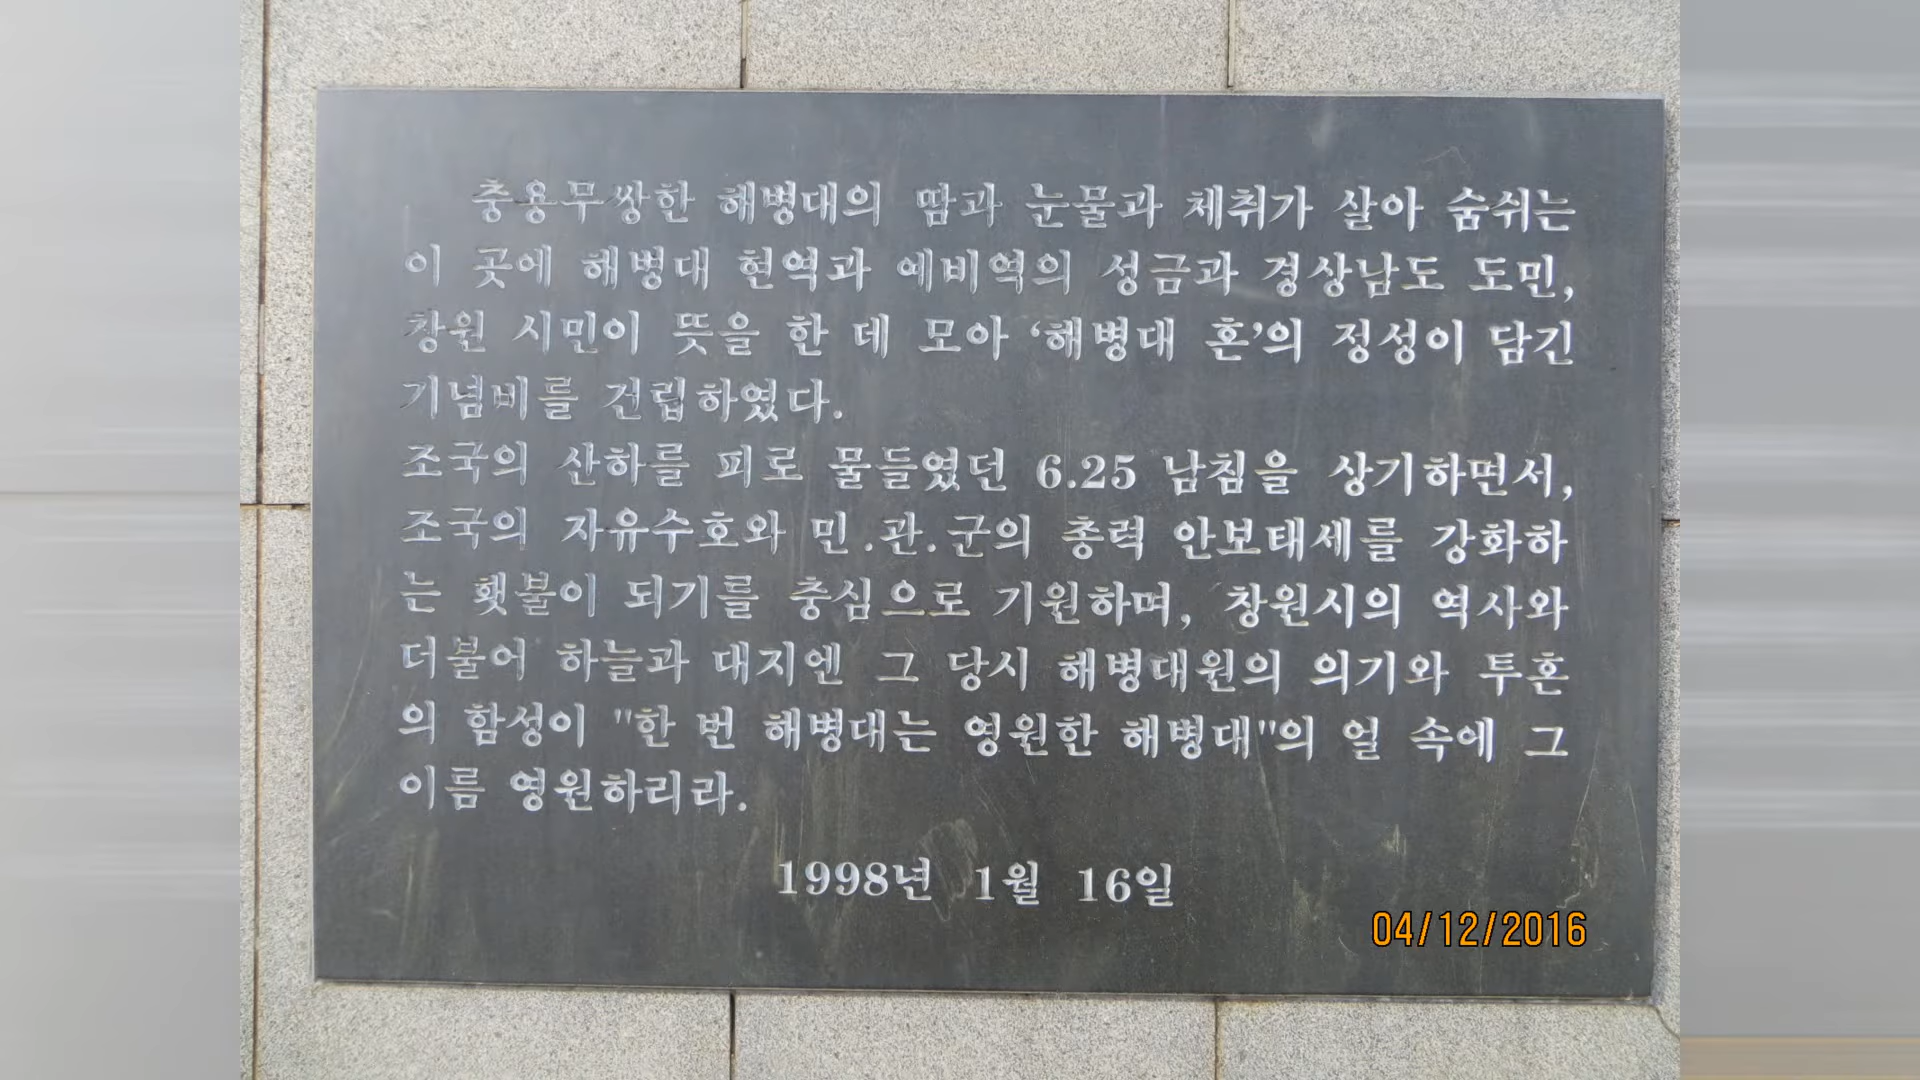 충용무쌍한 해병대의 땀과 눈물과 체취가 살아 숨쉬는
이 곳에 해병대 현역과 예비역의 성금과 경상남도 도민,
창원 시민이 뜻을 한 데 모아 ‘해병대 혼’의 정성이 담긴
기념비를 건립하였다.
조국의 산하를 피로 물들였던 6.25 남침을 상기하면서,
조국의 자유수호와 민.관.군의 총력 안보태세를 강화하
는 횃불이 되기를 충심으로 기원하며, 창원시의 역사와
더불어 하늘과 대지엔 그 당시 해병대원의 의기와 투혼
의 함성이 "한 번 해병대는 영원한 해병대"의 얼 속에 그
이름 영원하리라.
1998년 1월 16일
04/12/2016